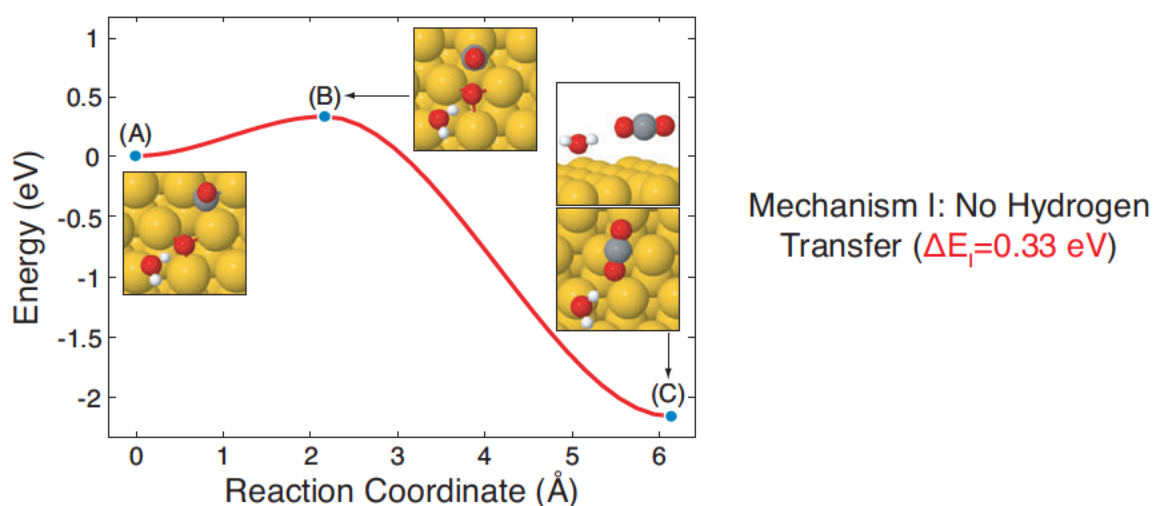 1
0.5
0
-0.5
-1
-1.5
-2
Energy (eV)
(A)
(B)
(C)
0 1 2 3 4 5 6
Reaction Coordinate (Å)
Mechanism I: No Hydrogen
Transfer (ΔE_I=0.33 eV)